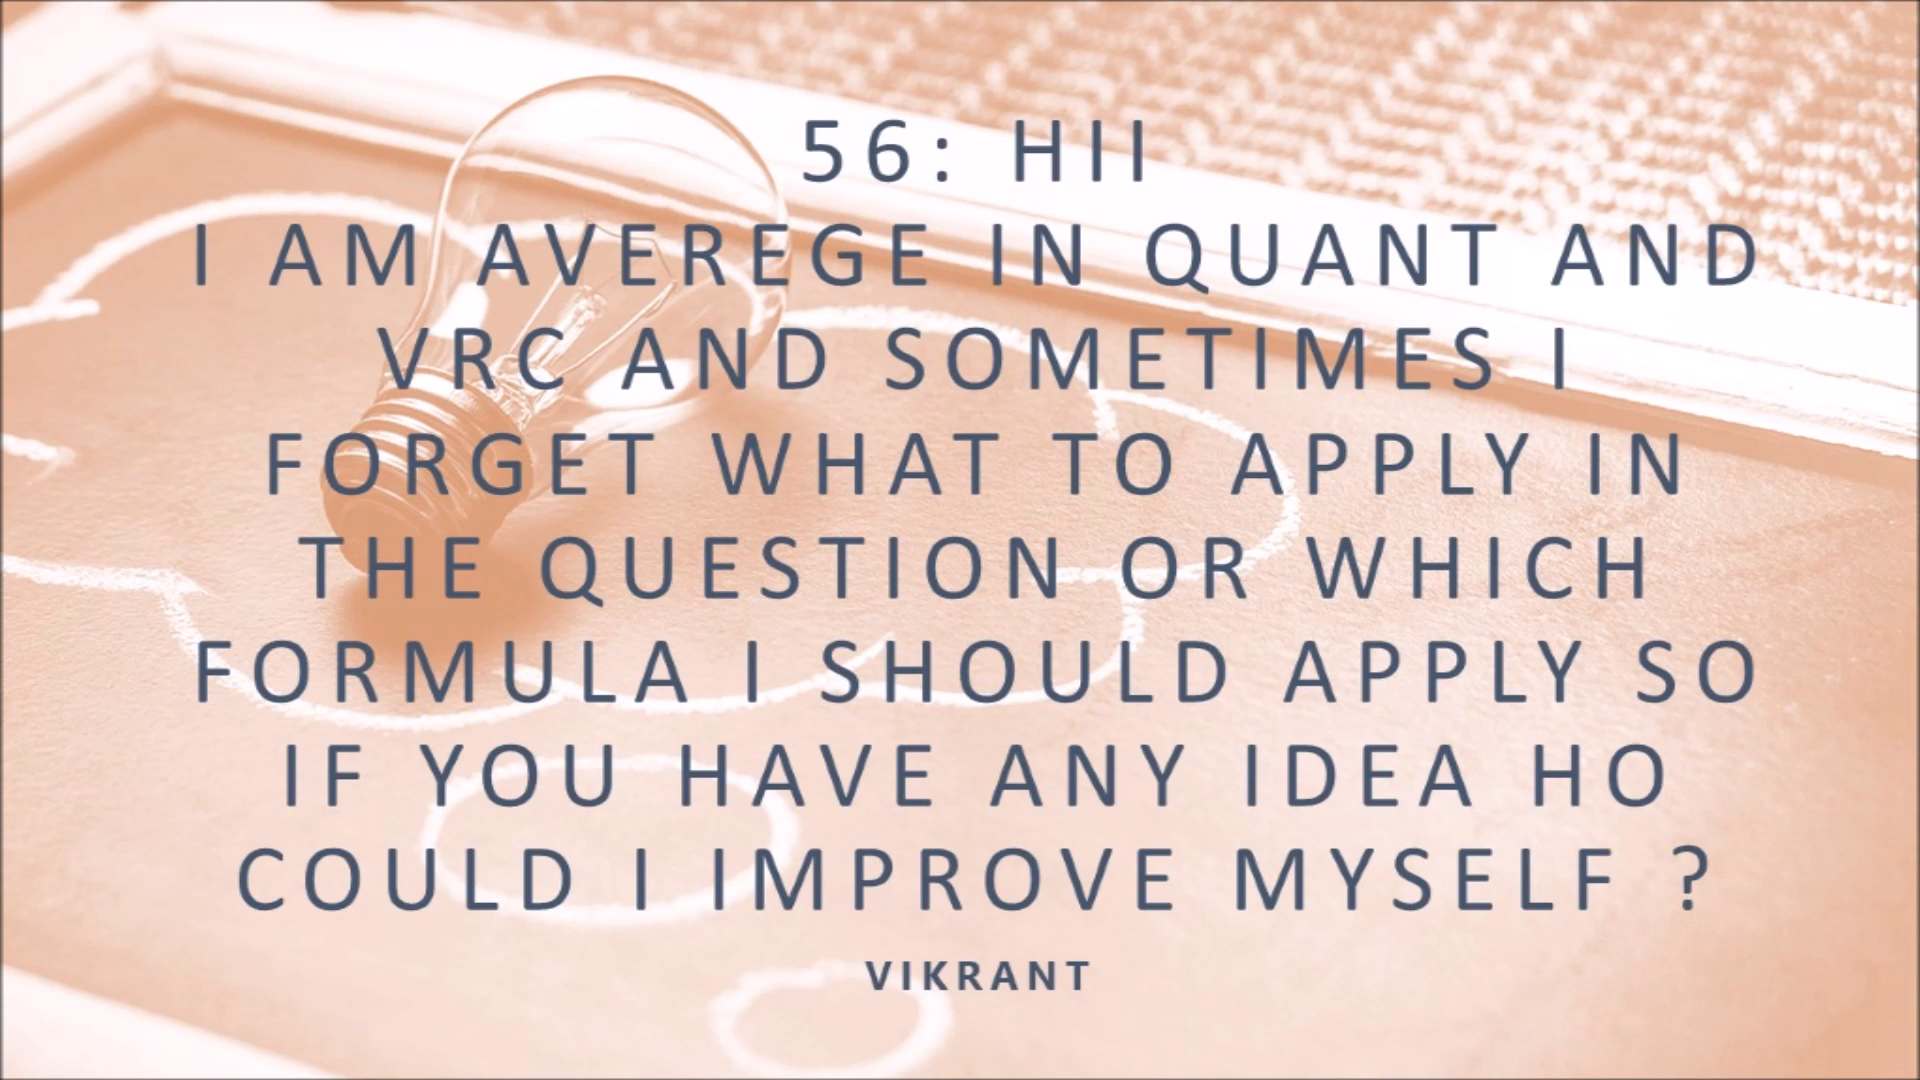 56: HII
I AM AVEREGE IN QUANT AND
VRC AND SOMETIMES I
FORGET WHAT TO APPLY IN
THE QUESTION OR WHICH
FORMULA I SHOULD APPLY SO
IF YOU HAVE ANY IDEA HO
COULD I IMPROVE MYSELF ?
VIKRANT